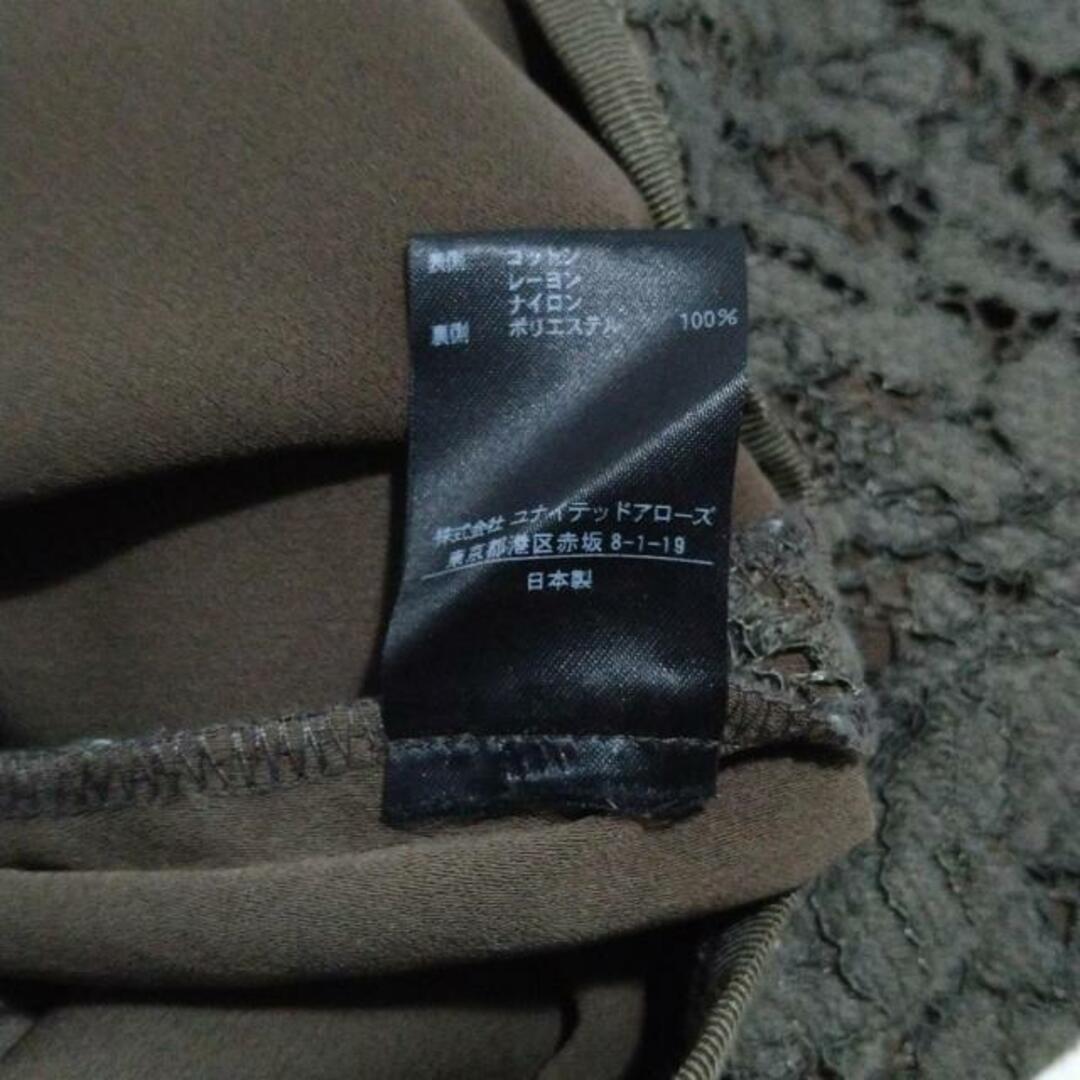 表側 コットン
レーヨン
ナイロン
裏側 ポリエステル 100%
株式会社 ユナイテッドアローズ
東京都港区赤坂 8-1-19
日本製